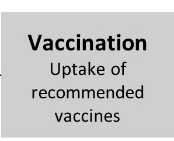 Vaccination
Uptake of
recommended
vaccines